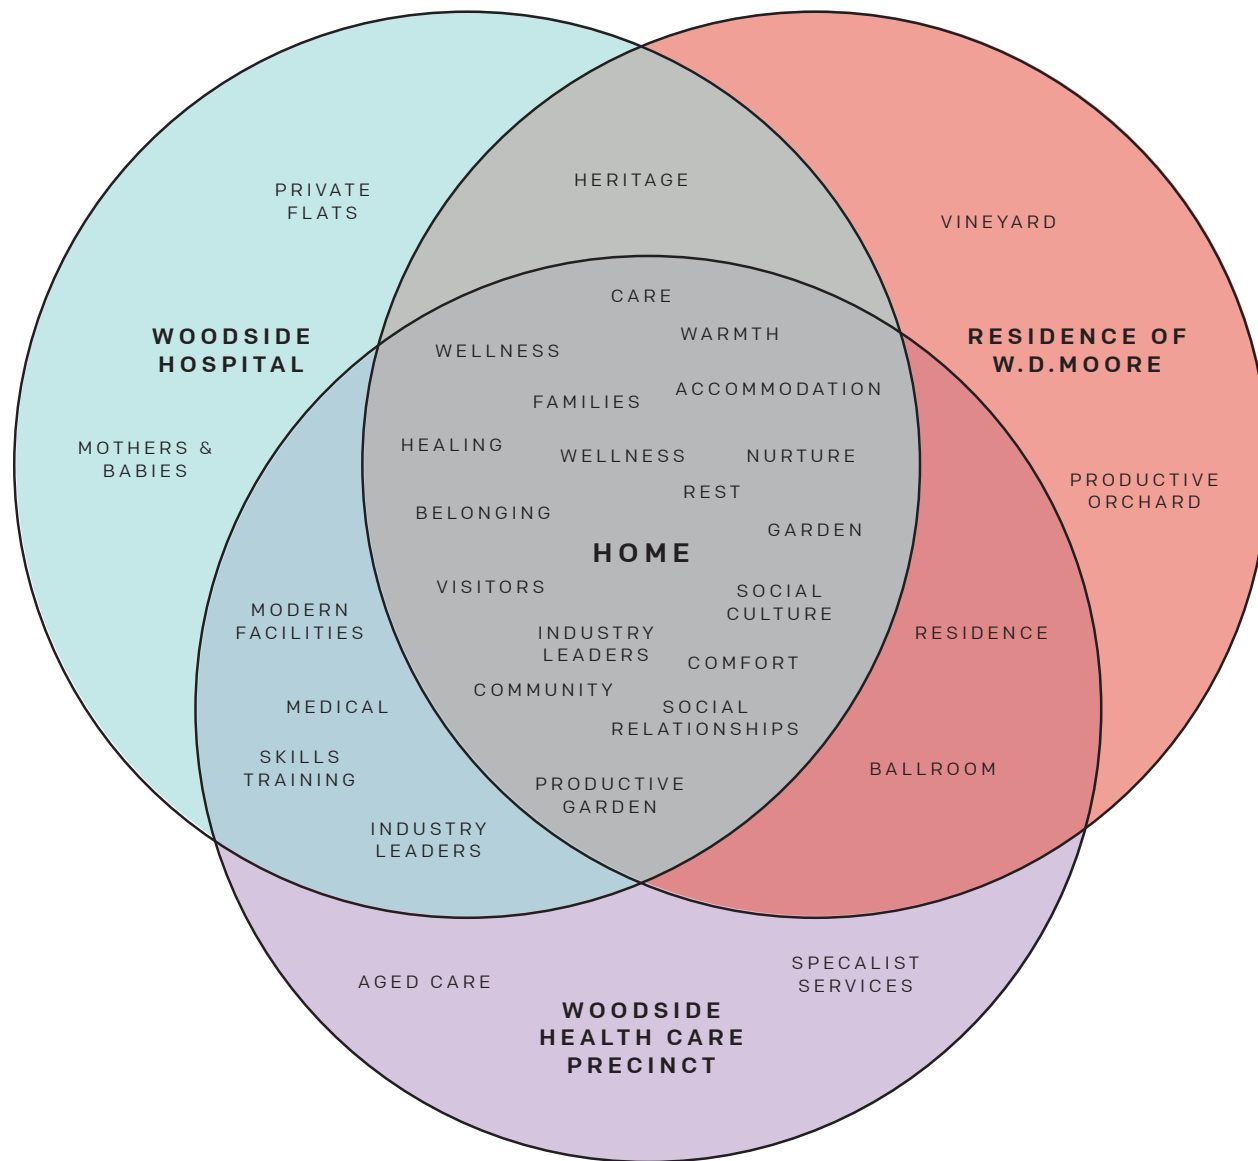 PRIVATE
FLATS
HERITAGE
VINEYARD
CARE
WOODSIDE
HOSPITAL
WARMTH
RESIDENCE OF
W.D.MOORE
WELLNESS
ACCOMMODATION
FAMILIES
HEALING
MOTHERS &
BABIES
WELLNESS
NURTURE
PRODUCTIVE
ORCHARD
REST
BELONGING
GARDEN
HOME
VISITORS
SOCIAL
CULTURE
MODERN
FACILITIES
INDUSTRY
LEADERS
RESIDENCE
COMFORT
COMMUNITY
MEDICAL
SOCIAL
RELATIONSHIPS
SKILLS
TRAINING
BALLROOM
PRODUCTIVE
GARDEN
INDUSTRY
LEADERS
AGED CARE
SPECALIST
SERVICES
WOODSIDE
HEALTH CARE
PRECINCT